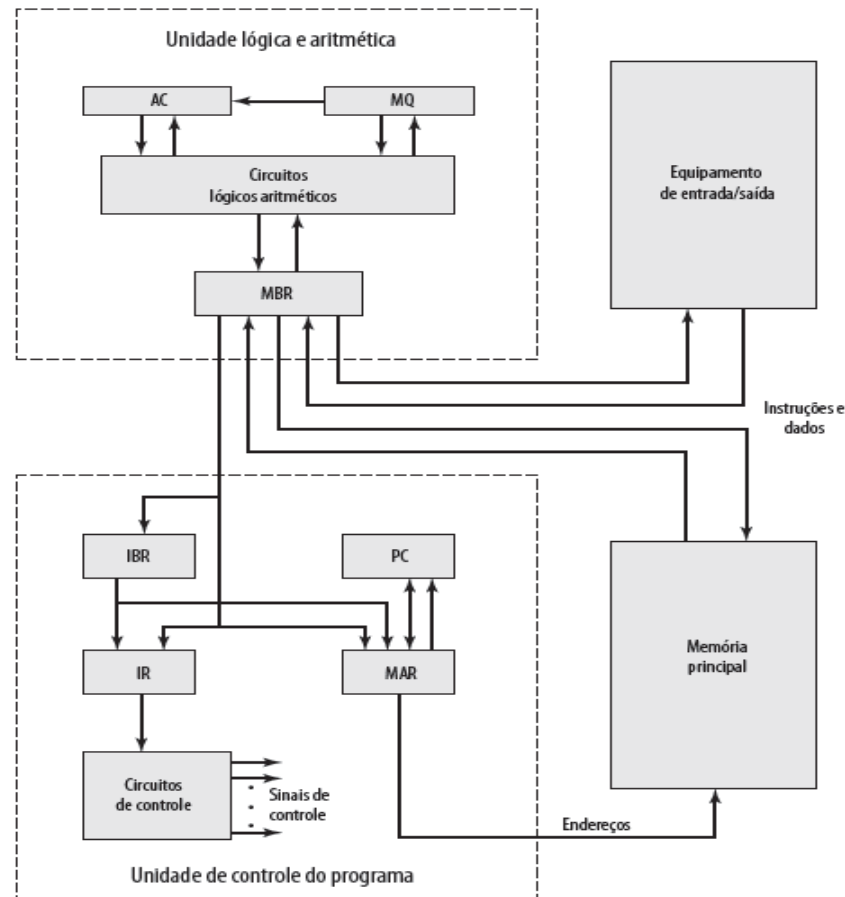 Unidade lógica e aritmética
AC
MQ
Circuitos
lógicos aritméticos
MBR
Equipamento
de entrada/saída
Instruções e
dados
IBR
PC
IR
MAR
Memória
principal
Circuitos
de controle
Sinais de
controle
Endereços
Unidade de controle do programa